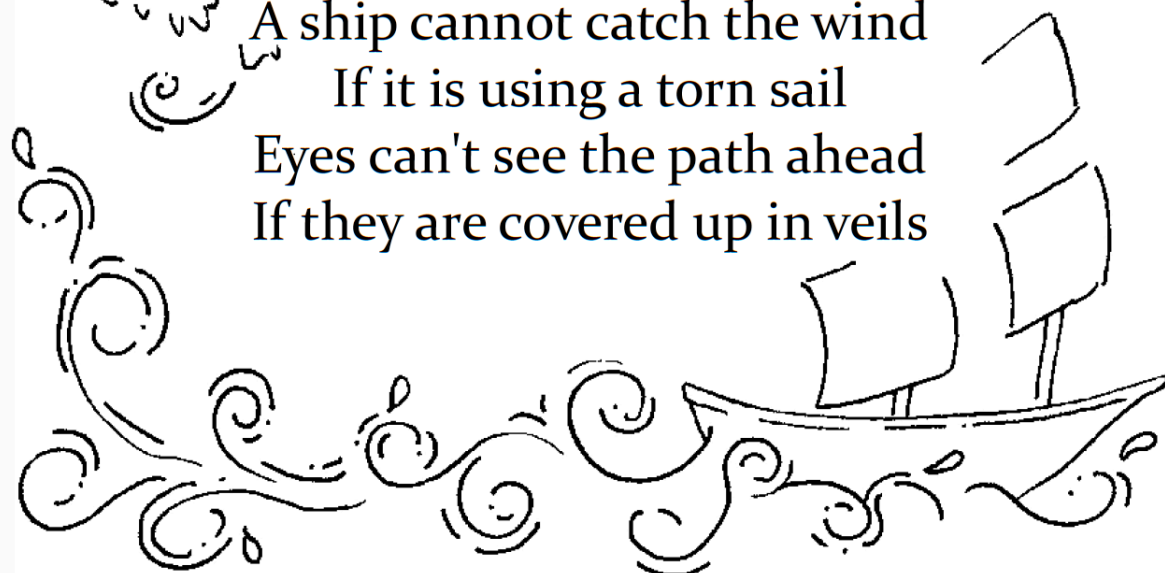 A ship cannot catch the wind
If it is using a torn sail
Eyes can't see the path ahead
If they are covered up in veils